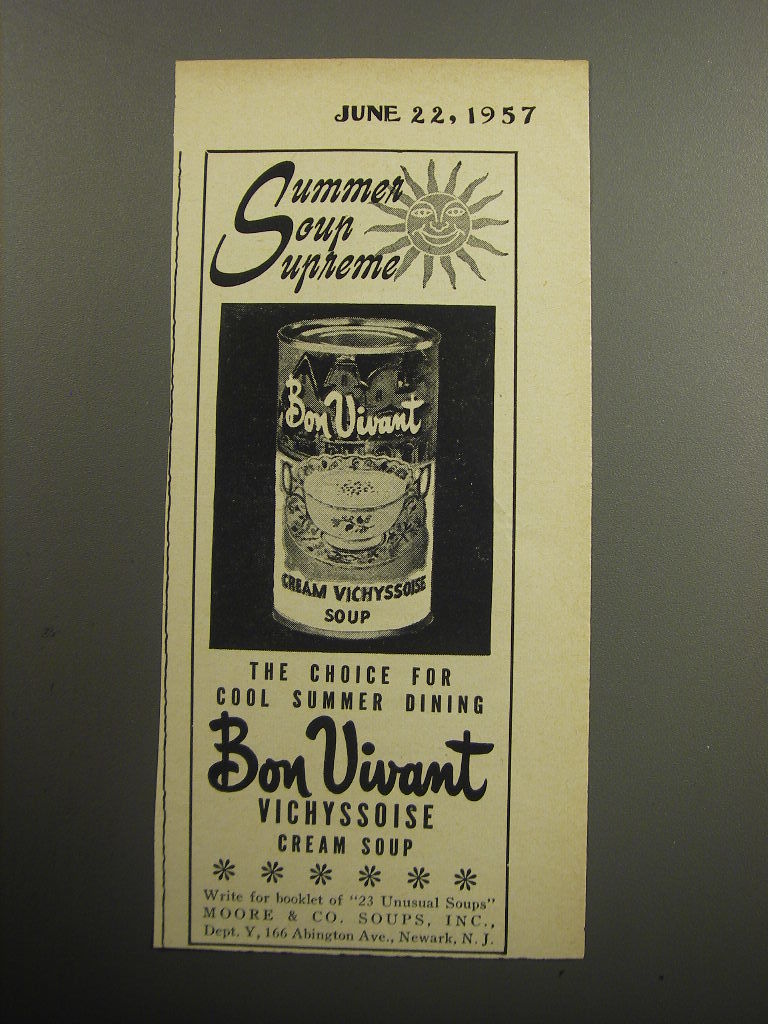 JUNE 22, 1957
Summer
Soup
Supreme
Bon Vivant
CREAM VICHYSSOISE
SOUP
THE CHOICE FOR
COOL SUMMER DINING
Bon Vivant
VICHYSSOISE
CREAM SOUP
Write for booklet of "23 Unusual Soups"
MOORE & CO. SOUPS, INC.,
Dept. Y, 166 Abington Ave., Newark, N. J.